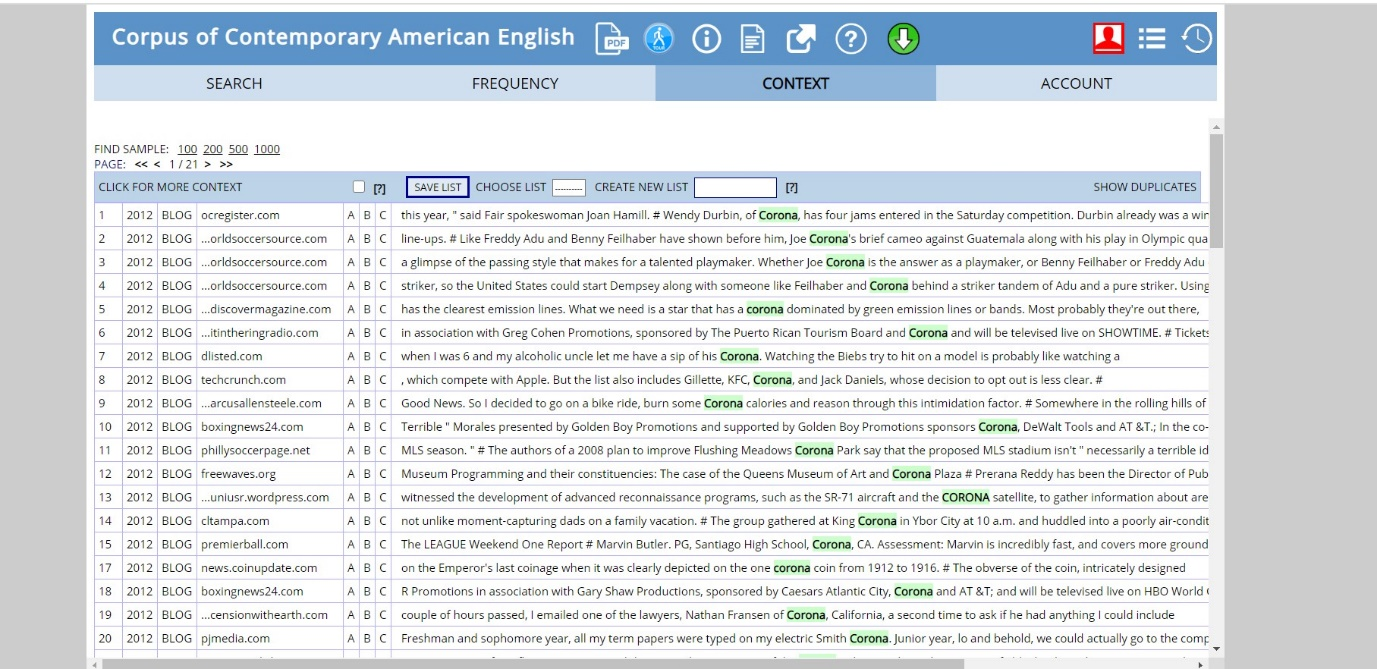 Corpus of Contemporary American English PDF
SEARCH FREQUENCY CONTEXT ACCOUNT
FIND SAMPLE: 100 200 500 1000
PAGE: << < 1 / 21 > >>
CLICK FOR MORE CONTEXT [?] SAVE LIST CHOOSE LIST ---------- CREATE NEW LIST [?] SHOW DUPLICATES
1 2012 BLOG ocregister.com A B C this year, " said Fair spokeswoman Joan Hamill. # Wendy Durbin, of Corona, has four jams entered in the Saturday competition. Durbin already was a win
2 2012 BLOG ...orldsoccersource.com A B C line-ups. # Like Freddy Adu and Benny Feilhaber have shown before him, Joe Corona's brief cameo against Guatemala along with his play in Olympic qua
3 2012 BLOG ...orldsoccersource.com A B C a glimpse of the passing style that makes for a talented playmaker. Whether Joe Corona is the answer as a playmaker, or Benny Feilhaber or Freddy Adu
4 2012 BLOG ...orldsoccersource.com A B C striker, so the United States could start Dempsey along with someone like Feilhaber and Corona behind a striker tandem of Adu and a pure striker. Using
5 2012 BLOG ...discovermagazine.com A B C has the clearest emission lines. What we need is a star that has a corona dominated by green emission lines or bands. Most probably they're out there,
6 2012 BLOG ...itintheringradio.com A B C in association with Greg Cohen Promotions, sponsored by The Puerto Rican Tourism Board and Corona and will be televised live on SHOWTIME. # Tickets
7 2012 BLOG dlisted.com A B C when I was 6 and my alcoholic uncle let me have a sip of his Corona. Watching the Biebs try to hit on a model is probably like watching a
8 2012 BLOG techcrunch.com A B C , which compete with Apple. But the list also includes Gillette, KFC, Corona, and Jack Daniels, whose decision to opt out is less clear. #
9 2012 BLOG ...arcusallensteele.com A B C Good News. So I decided to go on a bike ride, burn some Corona calories and reason through this intimidation factor. # Somewhere in the rolling hills of
10 2012 BLOG boxingnews24.com A B C Terrible " Morales presented by Golden Boy Promotions and supported by Golden Boy Promotions sponsors Corona, DeWalt Tools and AT &T.; In the co-
11 2012 BLOG phillysoccerpage.net A B C MLS season. " # The authors of a 2008 plan to improve Flushing Meadows Corona Park say that the proposed MLS stadium isn't " necessarily a terrible id
12 2012 BLOG freewaves.org A B C Museum Programming and their constituencies: The case of the Queens Museum of Art and Corona Plaza # Prerana Reddy has been the Director of Pub
13 2012 BLOG ...uniusr.wordpress.com A B C witnessed the development of advanced reconnaissance programs, such as the SR-71 aircraft and the CORONA satellite, to gather information about are
14 2012 BLOG cltampa.com A B C not unlike moment-capturing dads on a family vacation. # The group gathered at King Corona in Ybor City at 10 a.m. and huddled into a poorly air-condit
15 2012 BLOG premierball.com A B C The LEAGUE Weekend One Report # Marvin Butler. PG, Santiago High School, Corona, CA. Assessment: Marvin is incredibly fast, and covers more ground
17 2012 BLOG news.coinupdate.com A B C on the Emperor's last coinage when it was clearly depicted on the one corona coin from 1912 to 1916. # The obverse of the coin, intricately designed
18 2012 BLOG boxingnews24.com A B C R Promotions in association with Gary Shaw Productions, sponsored by Caesars Atlantic City, Corona and AT &T; and will be televised live on HBO World
19 2012 BLOG ...censionwithearth.com A B C couple of hours passed, I emailed one of the lawyers, Nathan Fransen of Corona, California, a second time to ask if he had anything I could include
20 2012 BLOG pjmedia.com A B C Freshman and sophomore year, all my term papers were typed on my electric Smith Corona. Junior year, lo and behold, we could actually go to the comp